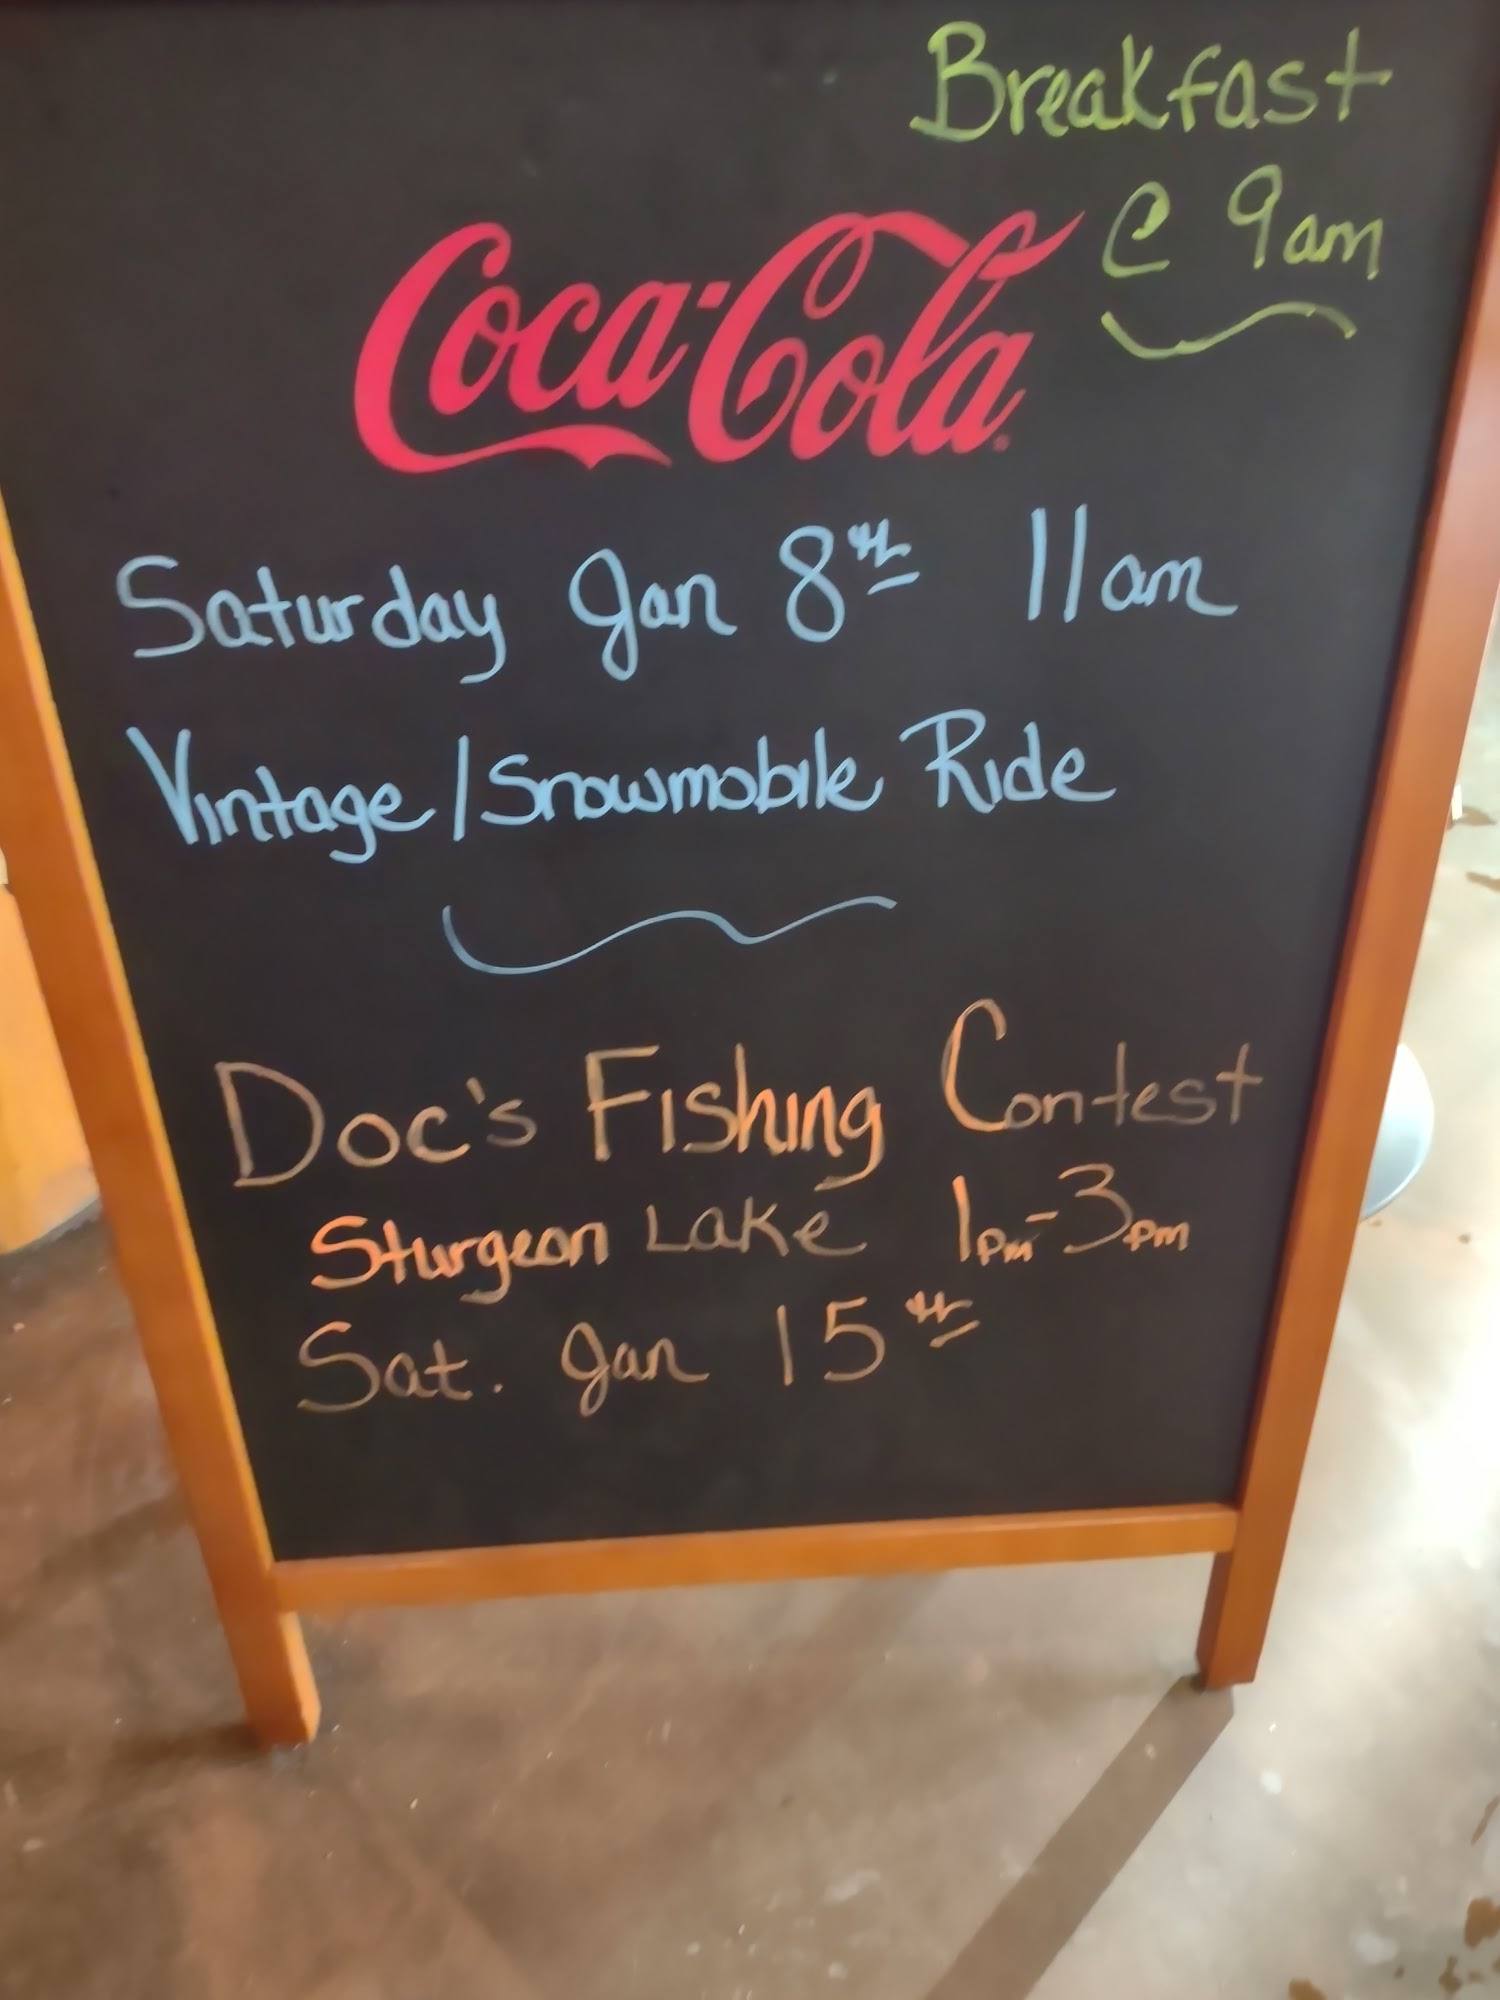 Breakfast
@ 9am
Coca-Cola
Saturday Jan 8th 11am
Vintage/Snowmobile Ride
Doc's Fishing Contest
Sturgeon Lake 1pm-3pm
Sat. Jan 15th